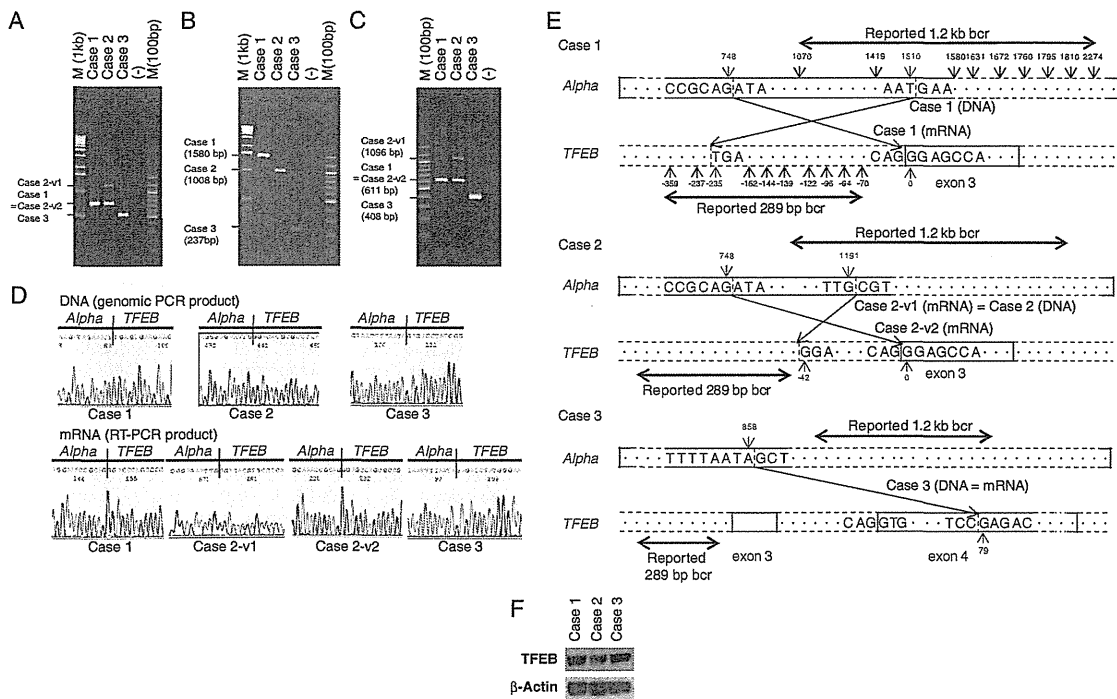 A
M (1kb)
Case 1
Case 2
Case 3
(-)
M(100bp)
Case 2-v1
Case 1
=Case 2-v2
Case 3
B
M (1kb)
Case 1
Case 2
Case 3
(-)
M(100bp)
Case 1
(1580 bp)
Case 2
(1008 bp)
Case 3
(237bp)
C
M (100bp)
Case 1
Case 2
Case 3
(-)
Case 2-v1
(1096 bp)
Case 1
= Case 2-v2
(611 bp)
Case 3
(408 bp)
D
DNA (genomic PCR product)
Alpha TFEB
Alpha TFEB
Alpha TFEB
Case 1
Case 2
Case 3
mRNA (RT-PCR product)
Alpha TFEB
Alpha TFEB
Alpha TFEB
Alpha TFEB
Case 1
Case 2-v1
Case 2-v2
Case 3
E
Case 1
Reported 1.2 kb bcr
748 1070 1419 1510 1580 1631 1672 1760 1795 1810 2274
Alpha CCGCAGATA AATGAA
Case 1 (DNA)
Case 1 (mRNA)
TFEB TGA CAGGGAGCCA
-359 -237 -235 -162 -144 -139 -122 -95 -84 -70 0 exon 3
Reported 289 bp bcr
Case 2
Reported 1.2 kb bcr
748 1191
Alpha CCGCAGATA TTGCGT
Case 2-v1 (mRNA) = Case 2 (DNA)
Case 2-v2 (mRNA)
TFEB GGA CAGGGAGCCA
-42 0 exon 3
Reported 289 bp bcr
Case 3
858
Reported 1.2 kb bcr
Alpha TTTTAATAGCT
Case 3 (DNA = mRNA)
TFEB CAGGTG TCCGAGAC
Reported
289 bp bcr
exon 3
exon 4
79
F
Case 1
Case 2
Case 3
TFEB
β-Actin